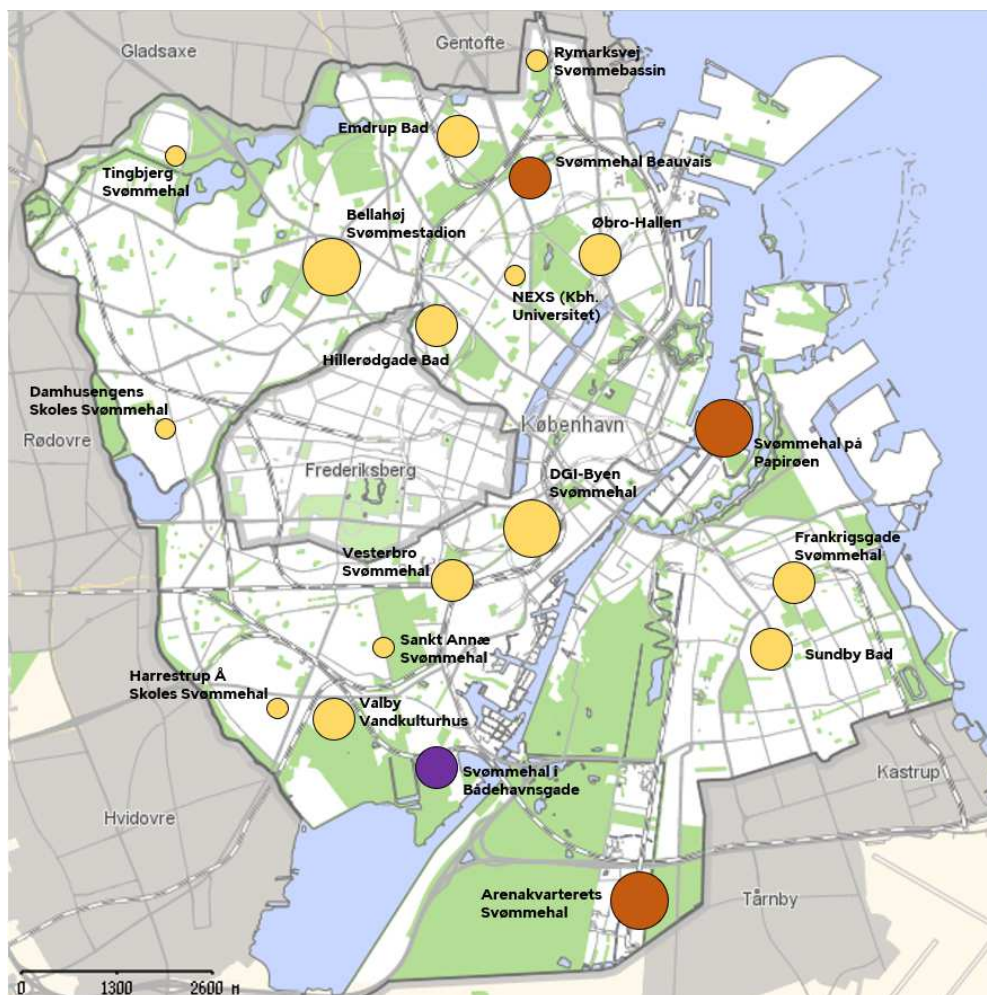 Gladsaxe
Gentofte
Rymarksvej
Svømmebassin
Emdrup Bad
Svømmehal Beauvais
Tingbjerg
Svømmehal
Bellahøj
Svømmestadion
Øbro-Hallen
NEXS (Kbh.
Universitet)
Hillerødgade Bad
Damhusengens
Skoles Svømmehal
Rødovre
København
Svømmehal på
Papirøen
Frederiksberg
DGI-Byen
Svømmehal
Vesterbro
Svømmehal
Frankrigsgade
Svømmehal
Sankt Annæ
Svømmehal
Sundby Bad
Harrestrup Å
Skoles Svømmehal
Valby
Vandkulturhus
Svømmehal i
Bådehavnsgade
Kastrup
Hvidovre
Arenakvarterets
Svømmehal
Tårnby
0 1300 2600 M